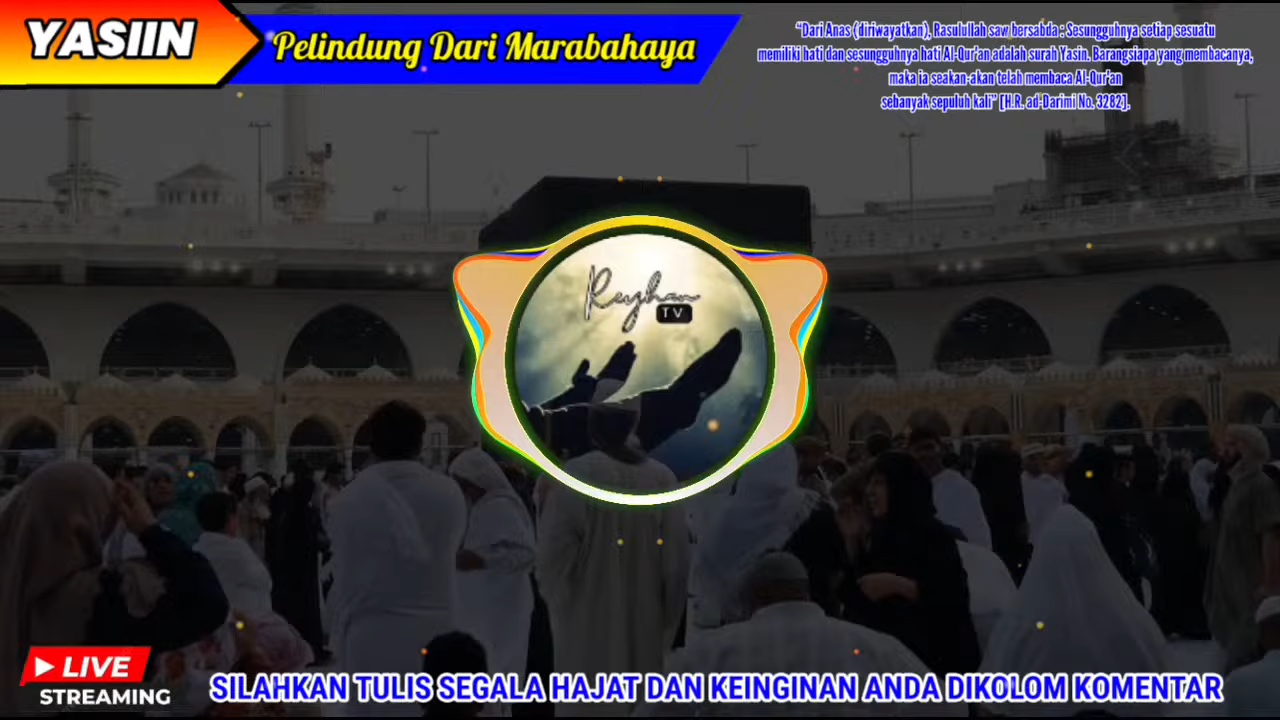 YASIIN
Pelindung Dari Marabahaya
"Dari Anas (diriwayatkan), Rasulullah saw bersabda : Sesungguhnya setiap sesuatu
memiliki hati dan sesungguhnya hati Al-Qur'an adalah surah Yasin. Barangsiapa yang membacanya,
maka ia seakan-akan telah membaca Al-Qur'an
sebanyak sepuluh kali" [H.R. ad-Darimi No. 3282].
Reyhan
TV
LIVE
STREAMING
SILAHKAN TULIS SEGALA HAJAT DAN KEINGINAN ANDA DIKOLOM KOMENTAR